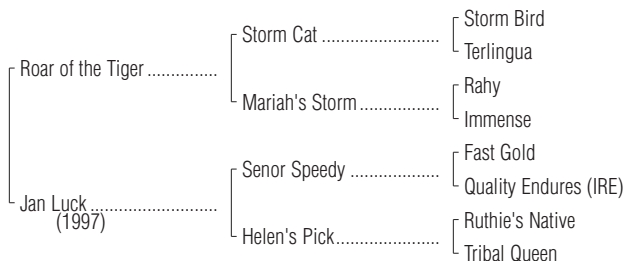 Storm Bird
Storm Cat ........................
Terlingua
Roar of the Tiger ...............
Rahy
Mariah's Storm ................
Immense
Fast Gold
Senor Speedy ..................
Quality Endures (IRE)
Jan Luck ...........................
(1997)
Ruthie's Native
Helen's Pick .....................
Tribal Queen